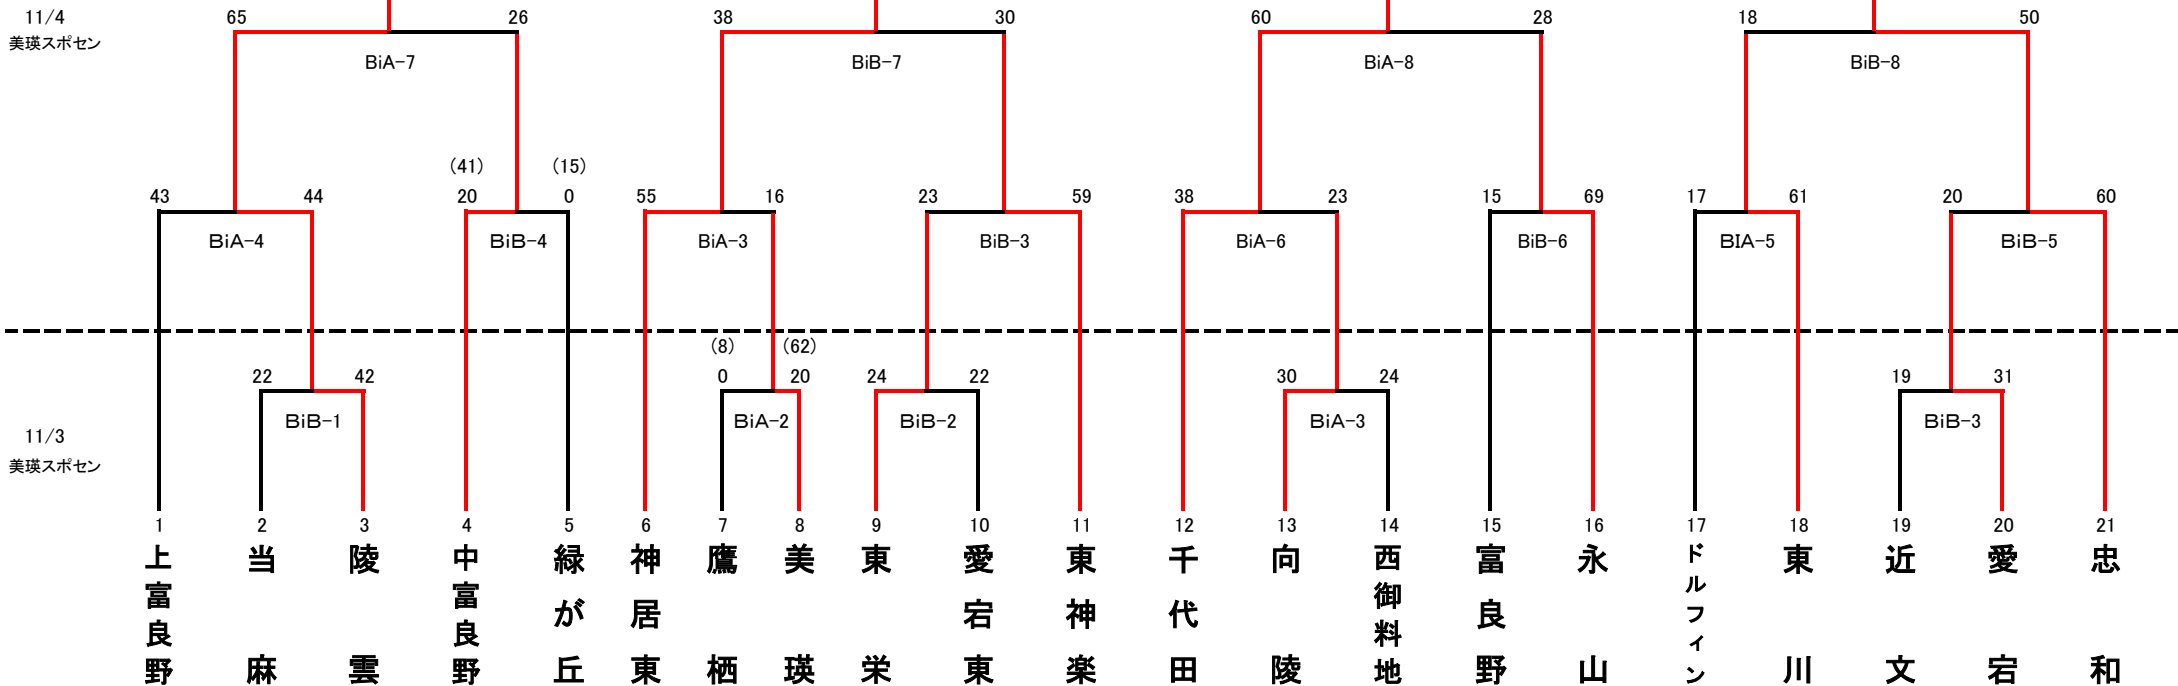 11/4
美瑛スポセン
65 26 38 30 60 28 18 50
BiA-7 BiB-7 BiA-8 BiB-8
(41) (15)
43 44 20 0 55 16 23 59 38 23 15 69 17 61 20 60
BiA-4 BiB-4 BiA-3 BiB-3 BiA-6 BiB-6 BIA-5 BiB-5
(8) (62)
22 42 0 20 24 22 30 24 19 31
BiB-1 BiA-2 BiB-2 BiA-3 BiB-3
11/3
美瑛スポセン
1 2 3 4 5 6 7 8 9 10 11 12 13 14 15 16 17 18 19 20 21
上富良野
当麻
陵雲
中富良野
緑が丘
神居東
鷹栖
美瑛
東栄
愛宕東
東神楽
千代田
向陵
西御料地
富良野
永山
ドルフィン
東川
近文
愛宕
忠和